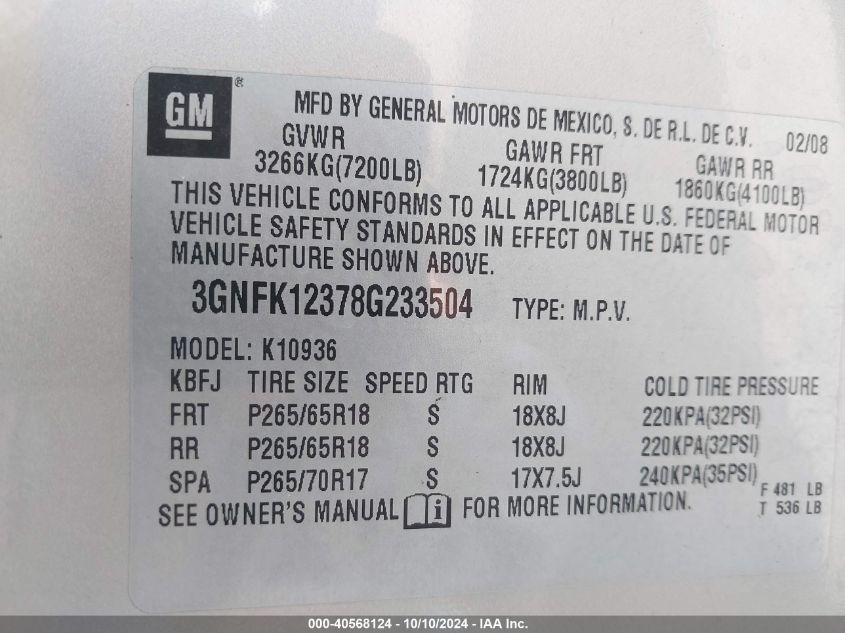 GM ®
MFD BY GENERAL MOTORS DE MEXICO, S. DE R.L. DE C.V. 02/08
GVWR GAWR FRT GAWR RR
3266KG(7200LB) 1724KG(3800LB) 1860KG(4100LB)
THIS VEHICLE CONFORMS TO ALL APPLICABLE U.S. FEDERAL MOTOR
VEHICLE SAFETY STANDARDS IN EFFECT ON THE DATE OF
MANUFACTURE SHOWN ABOVE.
3GNFK12378G233504 TYPE: M.P.V.
MODEL: K10936
KBFJ TIRE SIZE SPEED RTG RIM COLD TIRE PRESSURE
FRT P265/65R18 S 18X8J 220KPA(32PSI)
RR P265/65R18 S 18X8J 220KPA(32PSI)
SPA P265/70R17 S 17X7.5J 240KPA(35PSI)
F 481 LB
SEE OWNER'S MANUAL i FOR MORE INFORMATION. T 536 LB
000-40568124 - 10/10/2024 - IAA Inc.